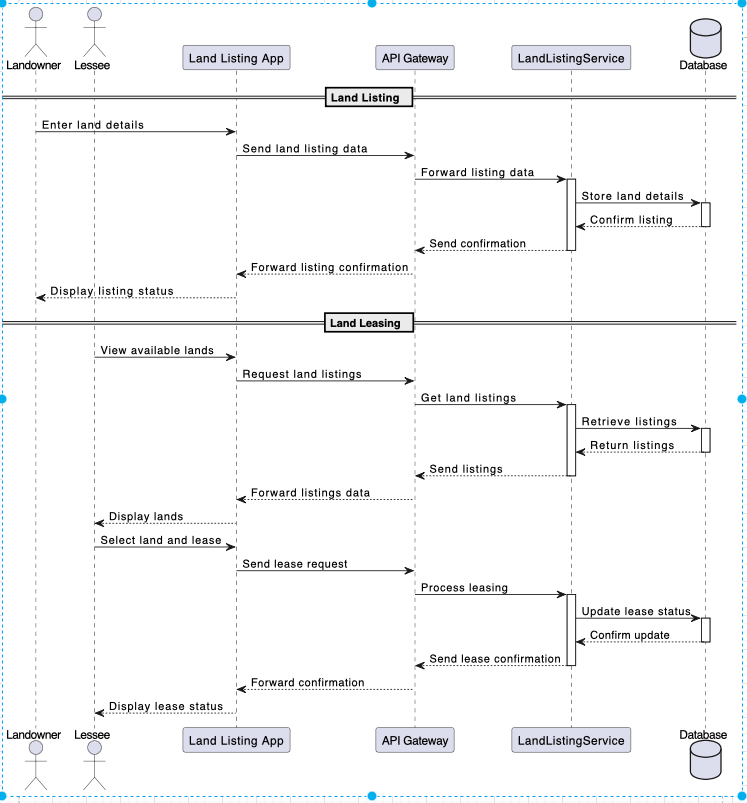 Landowner
Lessee
Land Listing App
API Gateway
LandListingService
Database
Land Listing
Enter land details
Send land listing data
Forward listing data
Store land details
Confirm listing
Send confirmation
Forward listing confirmation
Display listing status
Land Leasing
View available lands
Request land listings
Get land listings
Retrieve listings
Return listings
Send listings
Forward listings data
Display lands
Select land and lease
Send lease request
Process leasing
Update lease status
Confirm update
Send lease confirmation
Forward confirmation
Display lease status
Landowner
Lessee
Land Listing App
API Gateway
LandListingService
Database